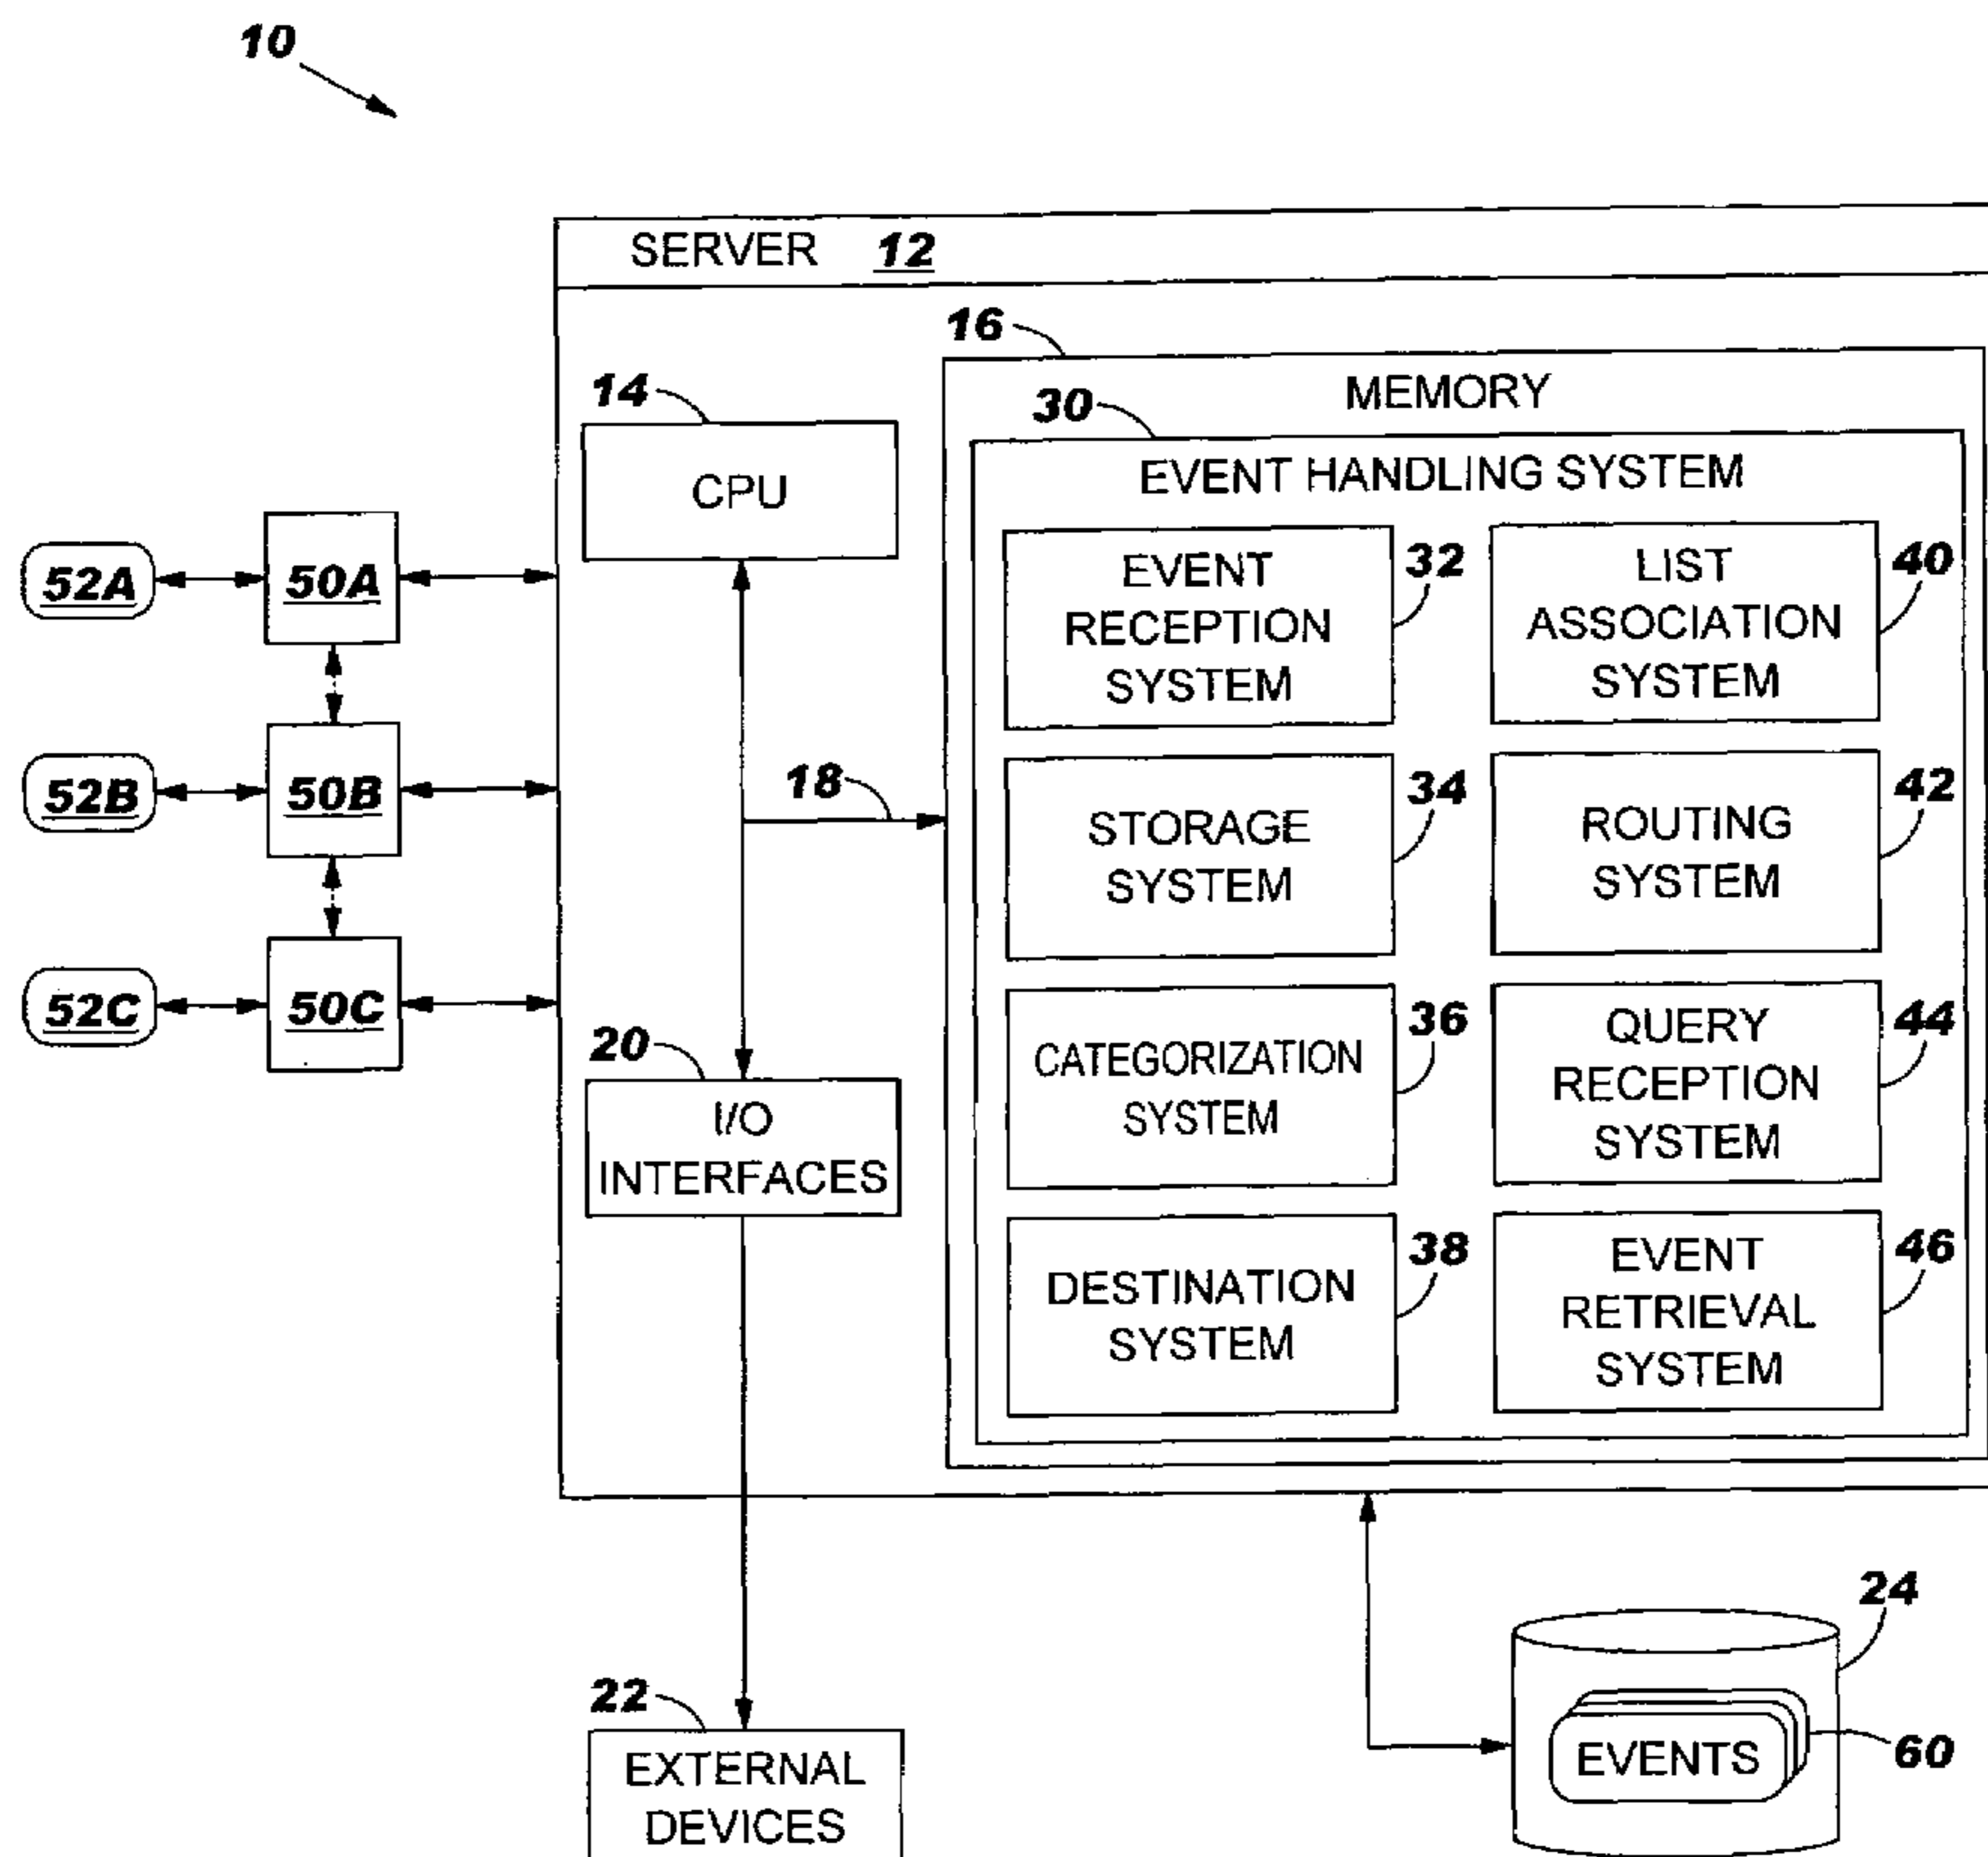 10
SERVER 12
16
MEMORY
14
CPU
30
EVENT HANDLING SYSTEM
EVENT
RECEPTION
SYSTEM
32
LIST
ASSOCIATION
SYSTEM
40
52A
50A
52B
50B
52C
50C
18
STORAGE
SYSTEM
34
ROUTING
SYSTEM
42
20
I/O
INTERFACES
CATEGORIZATION
SYSTEM
36
QUERY
RECEPTION
SYSTEM
44
DESTINATION
SYSTEM
38
EVENT
RETRIEVAL
SYSTEM
46
22
EXTERNAL
DEVICES
24
EVENTS
60